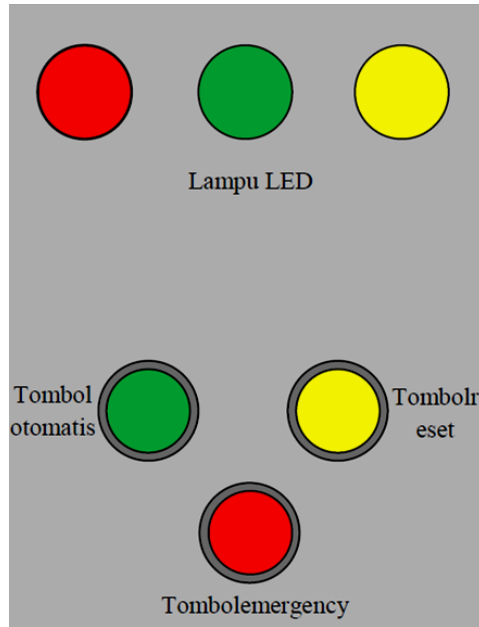 Lampu LED
Tombol
otomatis
Tombolr
eset
Tombolemergency